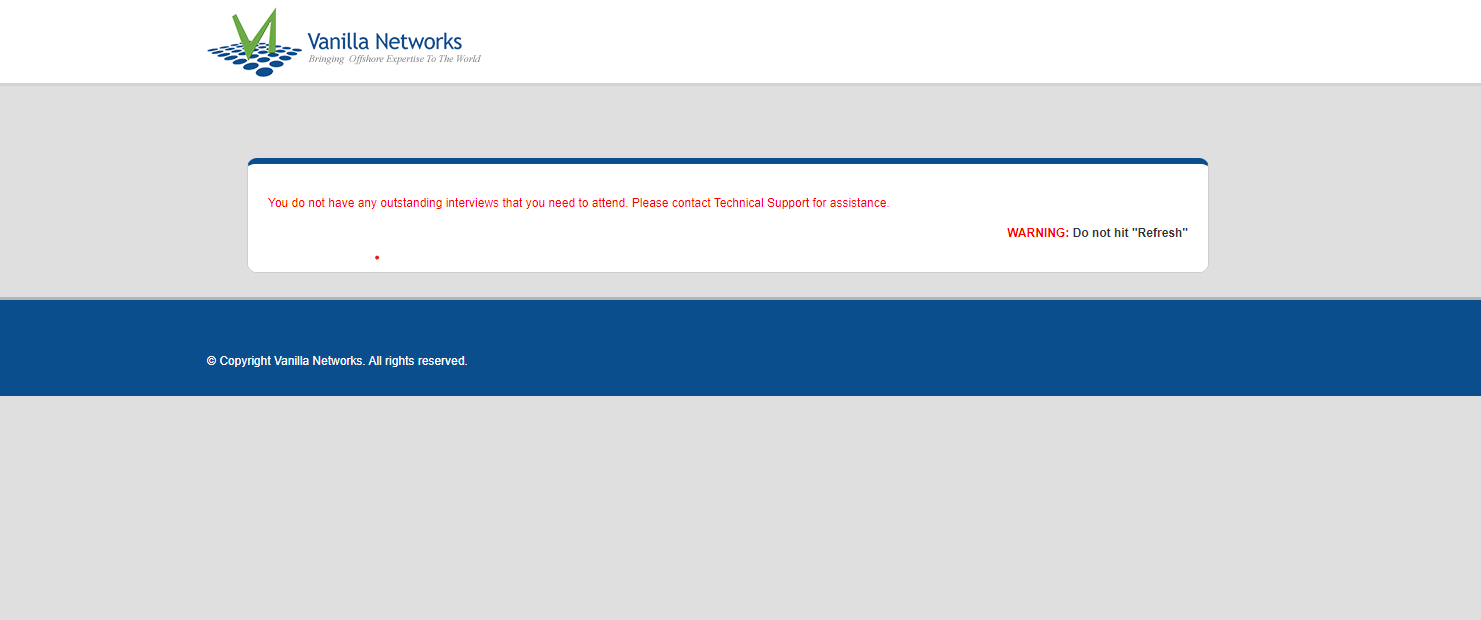 Vanilla Networks
Bringing Offshore Expertise To The World
You do not have any outstanding interviews that you need to attend. Please contact Technical Support for assistance.
WARNING: Do not hit "Refresh"
© Copyright Vanilla Networks. All rights reserved.